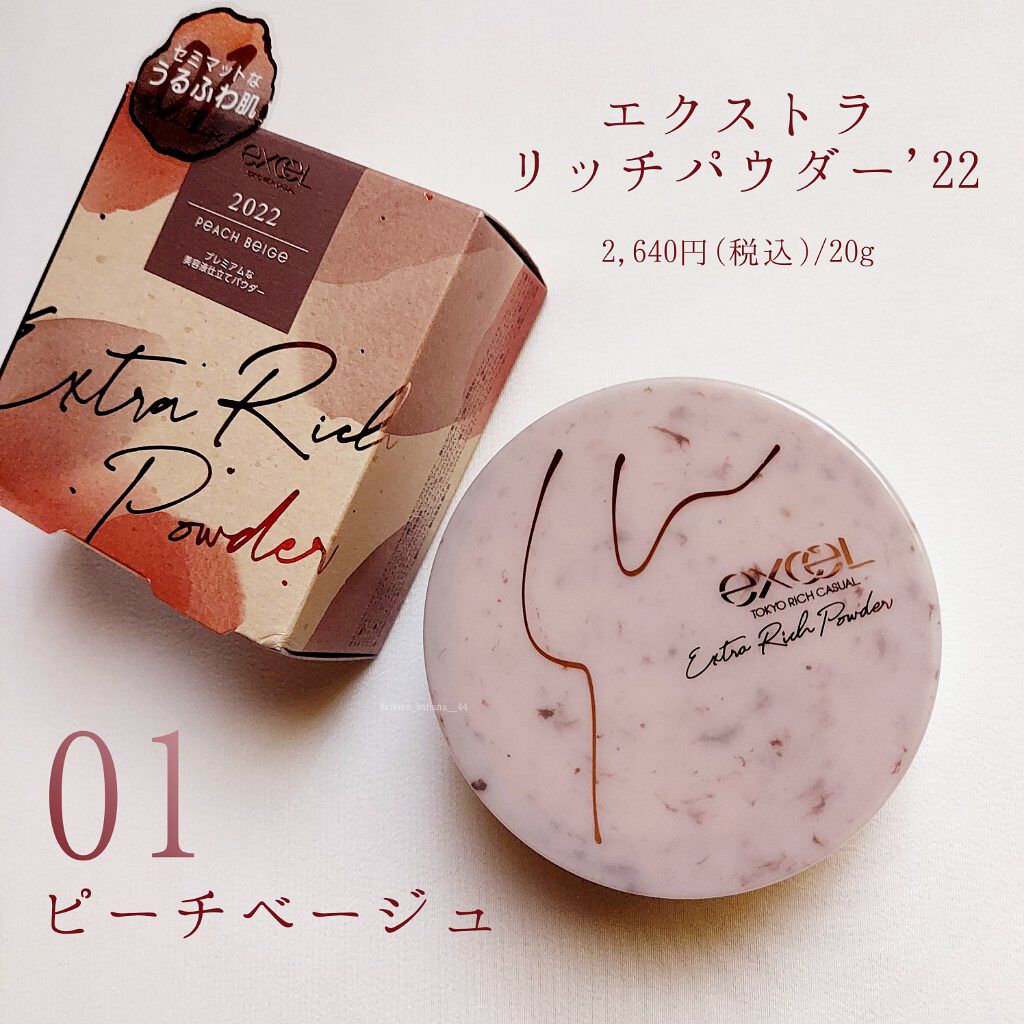 セミマットな
うるふわ肌
excel
2022
PEACH BEIGE
プレミアムな
美容液仕立てパウダー
Extra Rich
Powder
エクストラ
リッチパウダー’22
2,640円(税込)/20g
excel
TOKYO RICH CASUAL
Extra Rich Powder
@choco_banana__44
01
ピーチベージュ